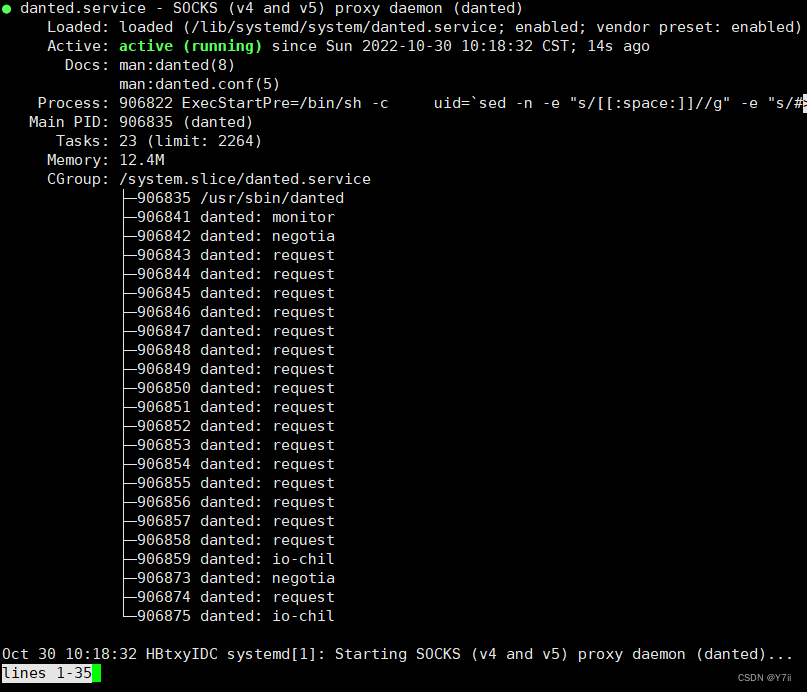 ● danted.service - SOCKS (v4 and v5) proxy daemon (danted)
     Loaded: loaded (/lib/systemd/system/danted.service; enabled; vendor preset: enabled)
     Active: active (running) since Sun 2022-10-30 10:18:32 CST; 14s ago
       Docs: man:danted(8)
             man:danted.conf(5)
    Process: 906822 ExecStartPre=/bin/sh -c     uid=`sed -n -e "s/[[:space:]]//g" -e "s/#>
   Main PID: 906835 (danted)
      Tasks: 23 (limit: 2264)
     Memory: 12.4M
     CGroup: /system.slice/danted.service
             ├─906835 /usr/sbin/danted
             ├─906841 danted: monitor
             ├─906842 danted: negotia
             ├─906843 danted: request
             ├─906844 danted: request
             ├─906845 danted: request
             ├─906846 danted: request
             ├─906847 danted: request
             ├─906848 danted: request
             ├─906849 danted: request
             ├─906850 danted: request
             ├─906851 danted: request
             ├─906852 danted: request
             ├─906853 danted: request
             ├─906854 danted: request
             ├─906855 danted: request
             ├─906856 danted: request
             ├─906857 danted: request
             ├─906858 danted: request
             ├─906859 danted: io-chil
             ├─906873 danted: negotia
             ├─906874 danted: request
             └─906875 danted: io-chil
Oct 30 10:18:32 HBtxyIDC systemd[1]: Starting SOCKS (v4 and v5) proxy daemon (danted)...
lines 1-35
CSDN @Y7ii